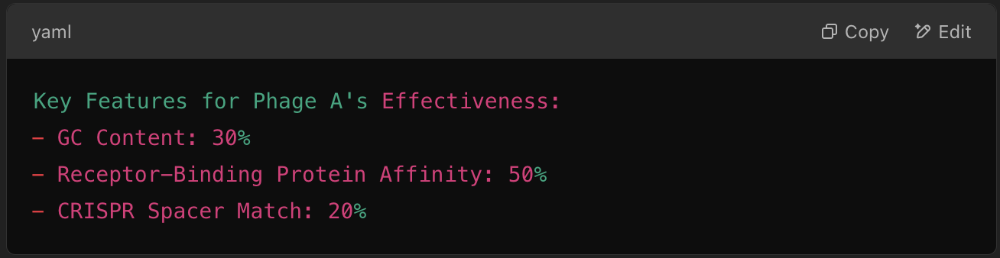 yaml Copy Edit
Key Features for Phage A's Effectiveness:
- GC Content: 30%
- Receptor-Binding Protein Affinity: 50%
- CRISPR Spacer Match: 20%